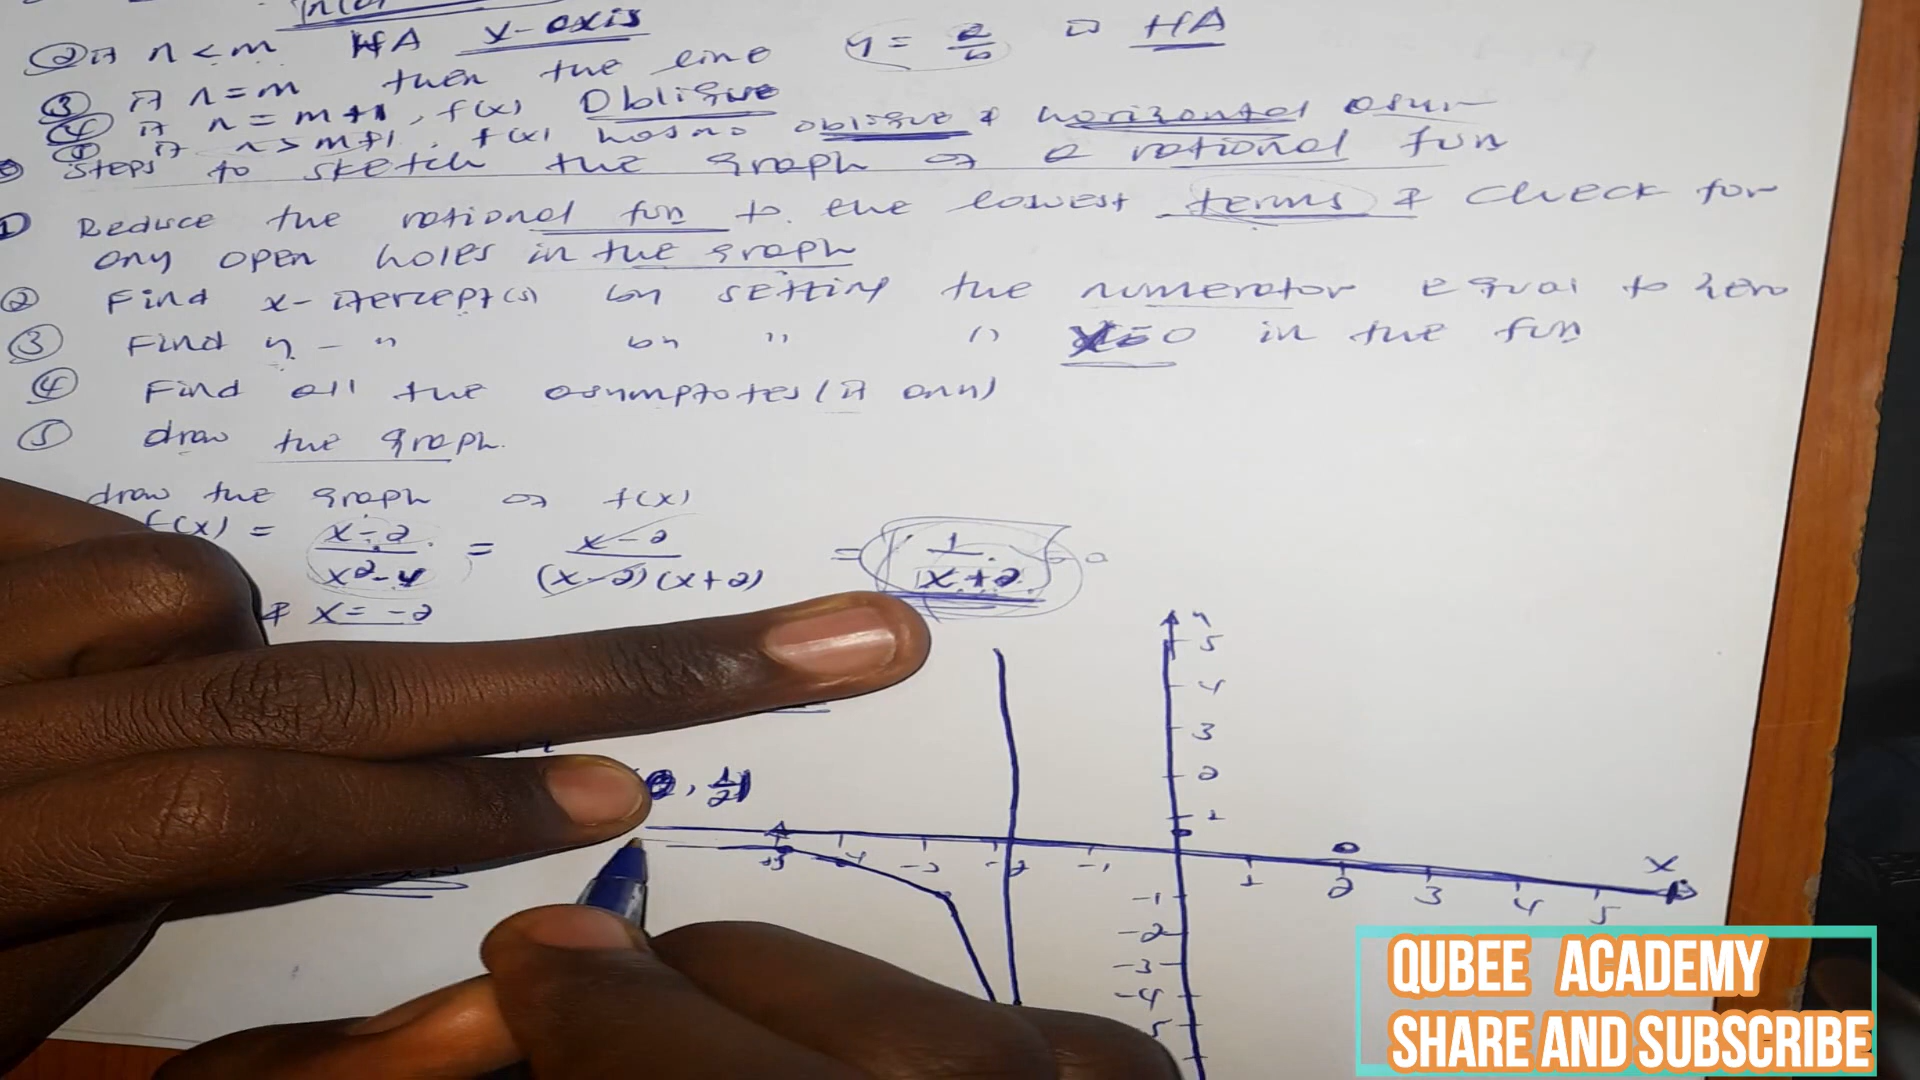 ② if n < m HA x-axis
③ if n = m then the line y = a/b is HA
④ if n = m+1, f(x) Oblique
⑤ if n > m+1, f(x) has no oblique & horizontal asym
Steps to sketch the graph of a rational fun
① Reduce the rational fun to the lowest terms & check for
any open holes in the graph
② Find x-itercept(s) by setting the numerator equal to zero
③ Find y - " by " " x=0 in the fun
④ Find all the asymptotes (if any)
⑤ draw the graph.
draw the graph of f(x)
f(x) = x-2/x²-4 = x-2/(x-2)(x+2) = 1/x+2
& x = -2
, 1/2)
y
5
4
3
2
1
-4 -3 -2 -1 1 2 3 4 5 x
-1
-2
-3
-4
QUBEE ACADEMY
SHARE AND SUBSCRIBE